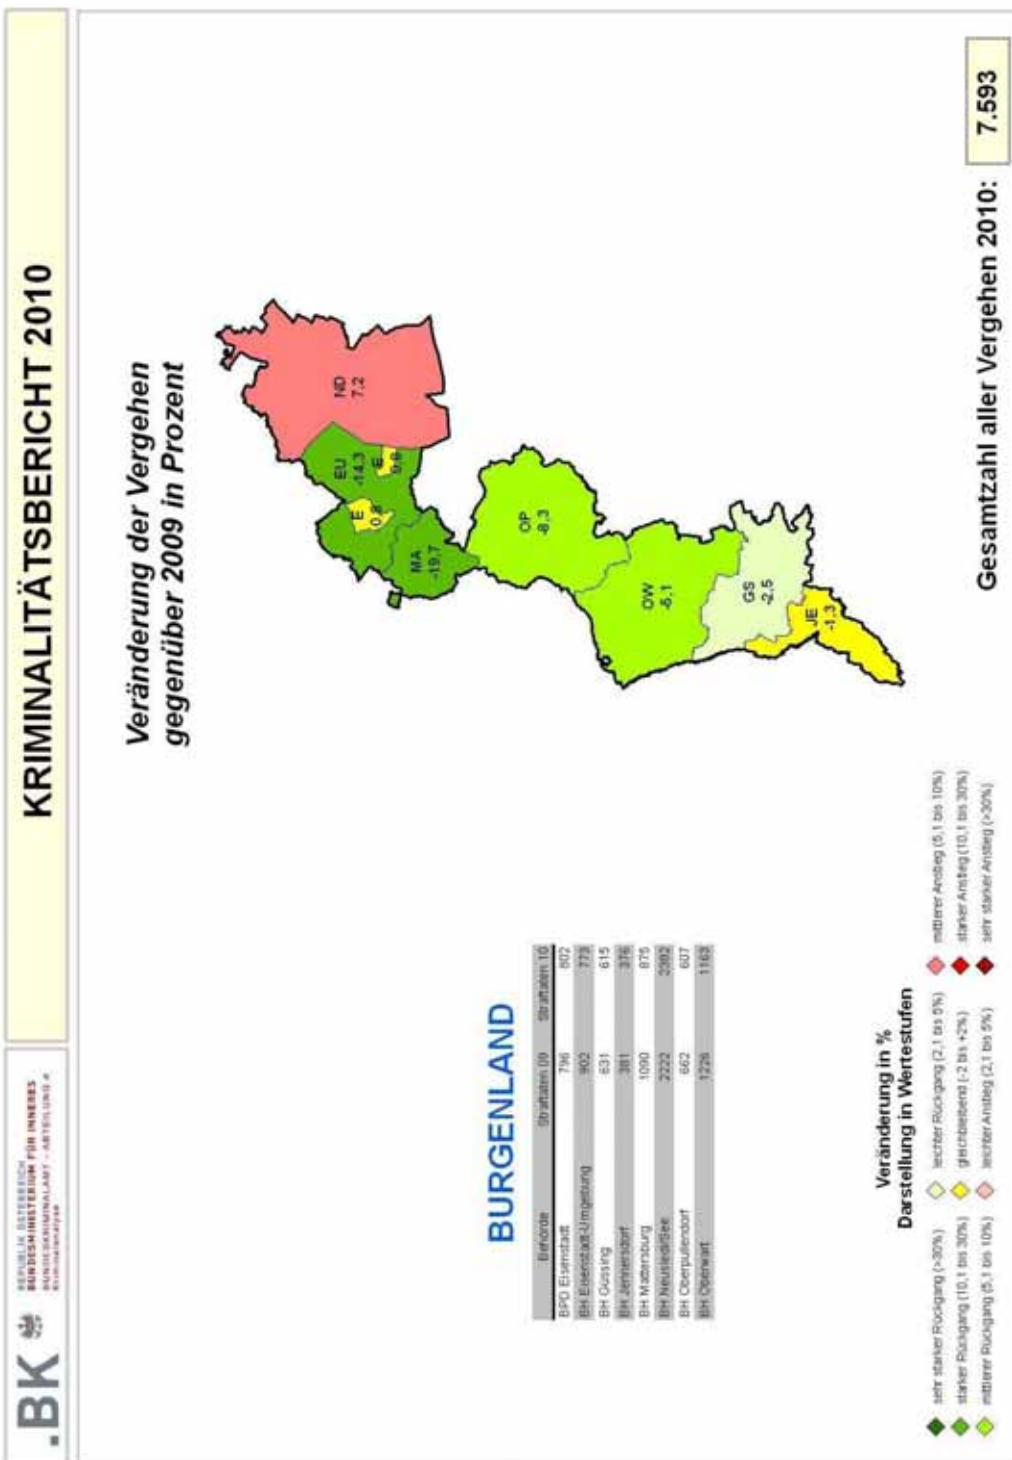 .BK
REPUBLIK ÖSTERREICH
BUNDESMINISTERIUM FÜR INNERES
BUNDESKRIMINALAMT - ABTEILUNG 4
Kriminalanalyse
KRIMINALITÄTSBERICHT 2010
Veränderung der Vergehen
gegenüber 2009 in Prozent
BURGENLAND
Behörde Straftaten 09 Straftaten 10
BPD Eisenstadt 796 802
BH Eisenstadt-Umgebung 902 773
BH Güssing 631 615
BH Jennersdorf 381 376
BH Mattersburg 1090 875
BH Neusiedl/See 2222 2382
BH Oberpullendorf 662 607
BH Oberwart 1226 1163
ND
7,2
EU
-14,3
E
0,8
E
0,8
MA
-19,7
OP
-8,3
OW
-5,1
GS
-2,5
JE
-1,3
Veränderung in %
Darstellung in Wertestufen
sehr starker Rückgang (>30%)
starker Rückgang (10,1 bis 30%)
mittlerer Rückgang (5,1 bis 10%)
leichter Rückgang (2,1 bis 5%)
gleichbleibend (-2 bis +2%)
leichter Anstieg (2,1 bis 5%)
mittlerer Anstieg (5,1 bis 10%)
starker Anstieg (10,1 bis 30%)
sehr starker Anstieg (>30%)
Gesamtzahl aller Vergehen 2010: 7.593